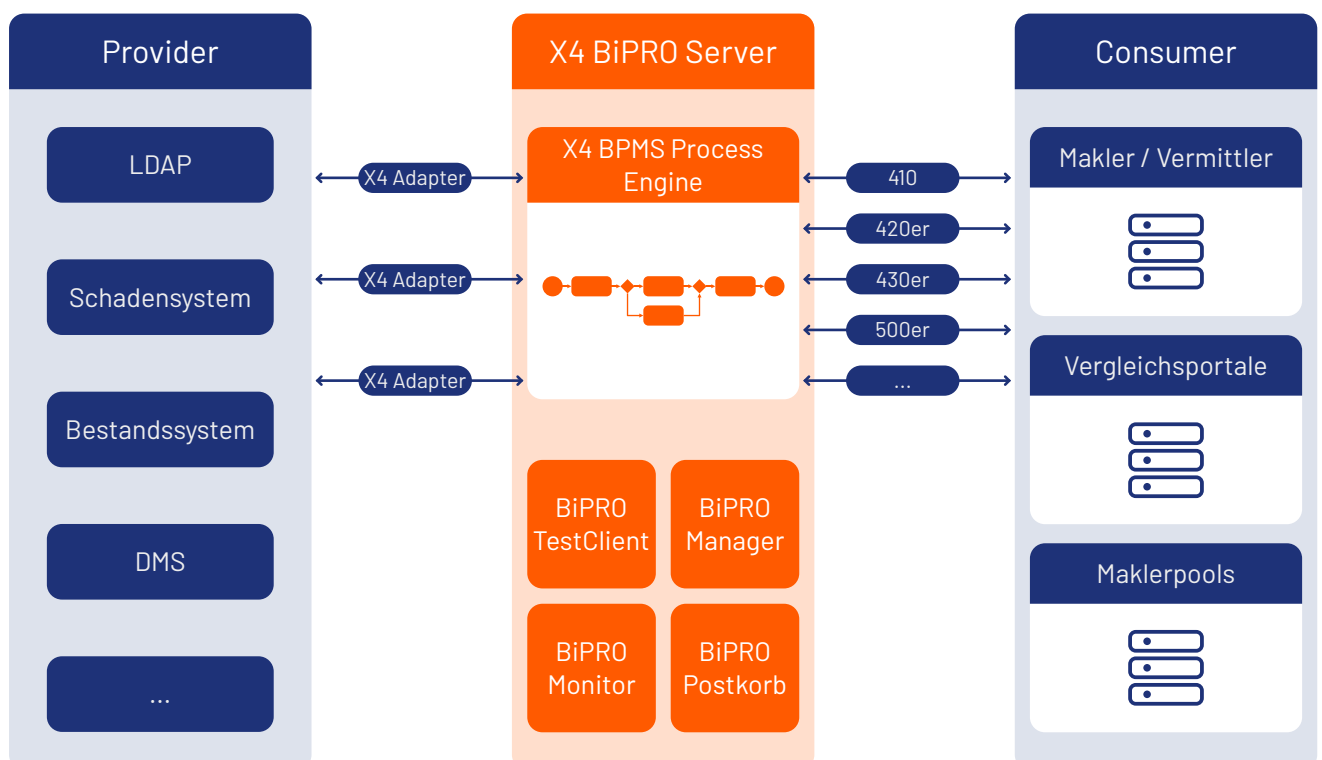 Provider
LDAP
Schadensystem
Bestandssystem
DMS
...
X4 Adapter
X4 Adapter
X4 Adapter
X4 BiPRO Server
X4 BPMS Process
Engine
BiPRO
TestClient
BiPRO
Manager
BiPRO
Monitor
BiPRO
Postkorb
410
420er
430er
500er
...
Consumer
Makler / Vermittler
Vergleichsportale
Maklerpools